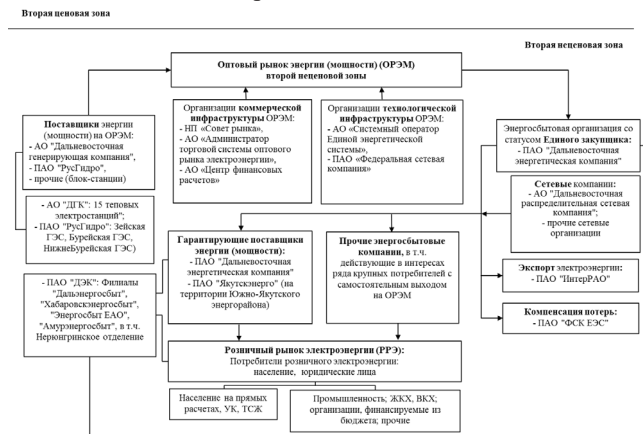 Вторая ценовая зона
Вторая неценовая зона
Оптовый рынок энергии (мощности) (ОРЭМ)
второй неценовой зоны
Поставщики энергии
(мощности) на ОРЭМ:
- АО "Дальневосточная
генерирующая компания",
- ПАО "РусГидро",
- прочие (блок-станции)
Организации коммерческой
инфраструктуры ОРЭМ:
- НП «Совет рынка»,
- АО «Администратор
торговой системы оптового
рынка электроэнергии»,
- АО «Центр финансовых
расчетов»
Организации технологической
инфраструктуры ОРЭМ:
- АО «Системный оператор
Единой энергетической
системы»,
- ПАО «Федеральная сетевая
компания»
Энергосбытовая организация со
статусом Единого закупщика:
- ПАО "Дальневосточная
энергетическая компания"
Сетевые компании:
- АО "Дальневосточная
распределительная сетевая
компания";
- прочие сетевые
организации
- АО "ДГК": 15 теповых
электростанций";
- ПАО "РусГидро": Зейская
ГЭС, Бурейская ГЭС,
НижнеБурейская ГЭС)
Гарантирующие поставщики
энергии (мощности):
- ПАО "Дальневосточная
энергетическая компания"
- ПАО "Якутскэнерго" (на
территории Южно-Якутского
энергорайона)
Прочие энергосбытовые
компании, в т.ч.
действующие в интересах
ряда крупных потребителей с
самостоятельным выходом
на ОРЭМ
Экспорт электроэнергии:
- ПАО "ИнтерРАО"
- ПАО "ДЭК": Филиалы
"Дальэнергосбыт",
"Хабаровскэнергосбыт",
"Энергосбыт ЕАО",
"Амурэнергосбыт", в т.ч.
Нерюнгринское отделение
Компенсация потерь:
- ПАО "ФСК ЕЭС"
Розничный рынок электроэнергии (РРЭ):
Потребители розничного электроэнергии:
население, юридические лица
Население на прямых
расчетах, УК, ТСЖ
Промышленность; ЖКХ, ВКХ;
организации, финансируемые из
бюджета; прочие